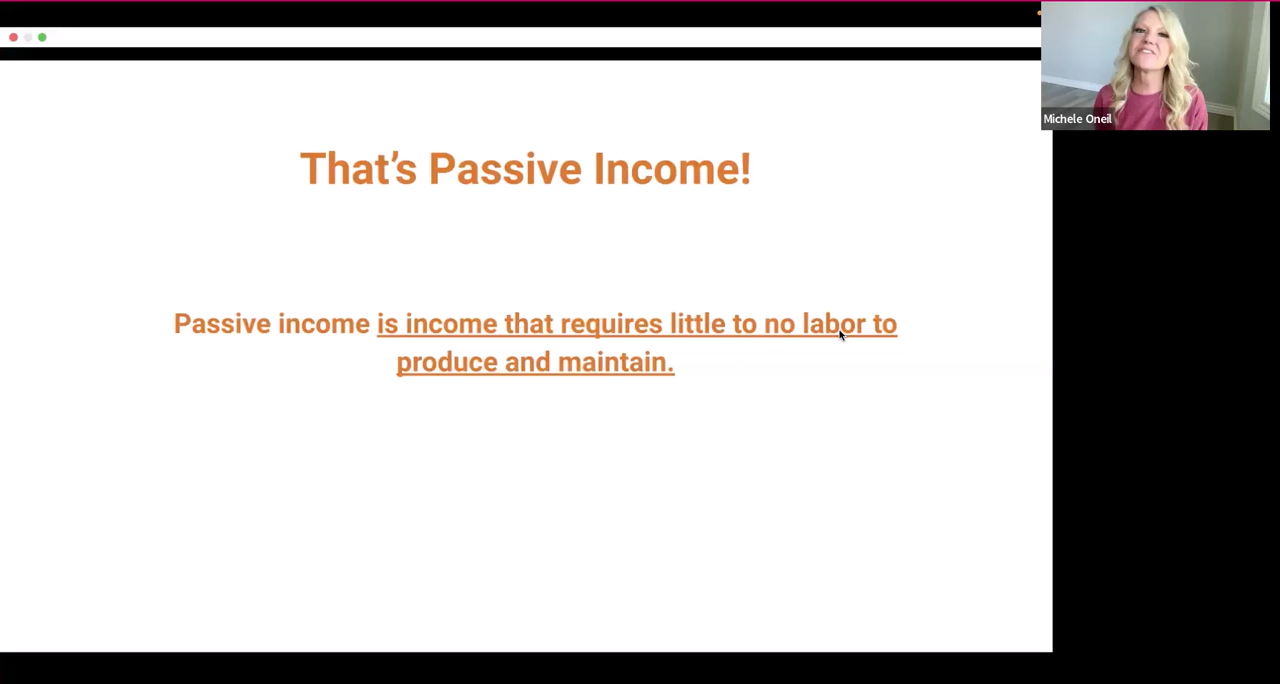 Michele Oneil
That’s Passive Income!
Passive income is income that requires little to no labor to
produce and maintain.